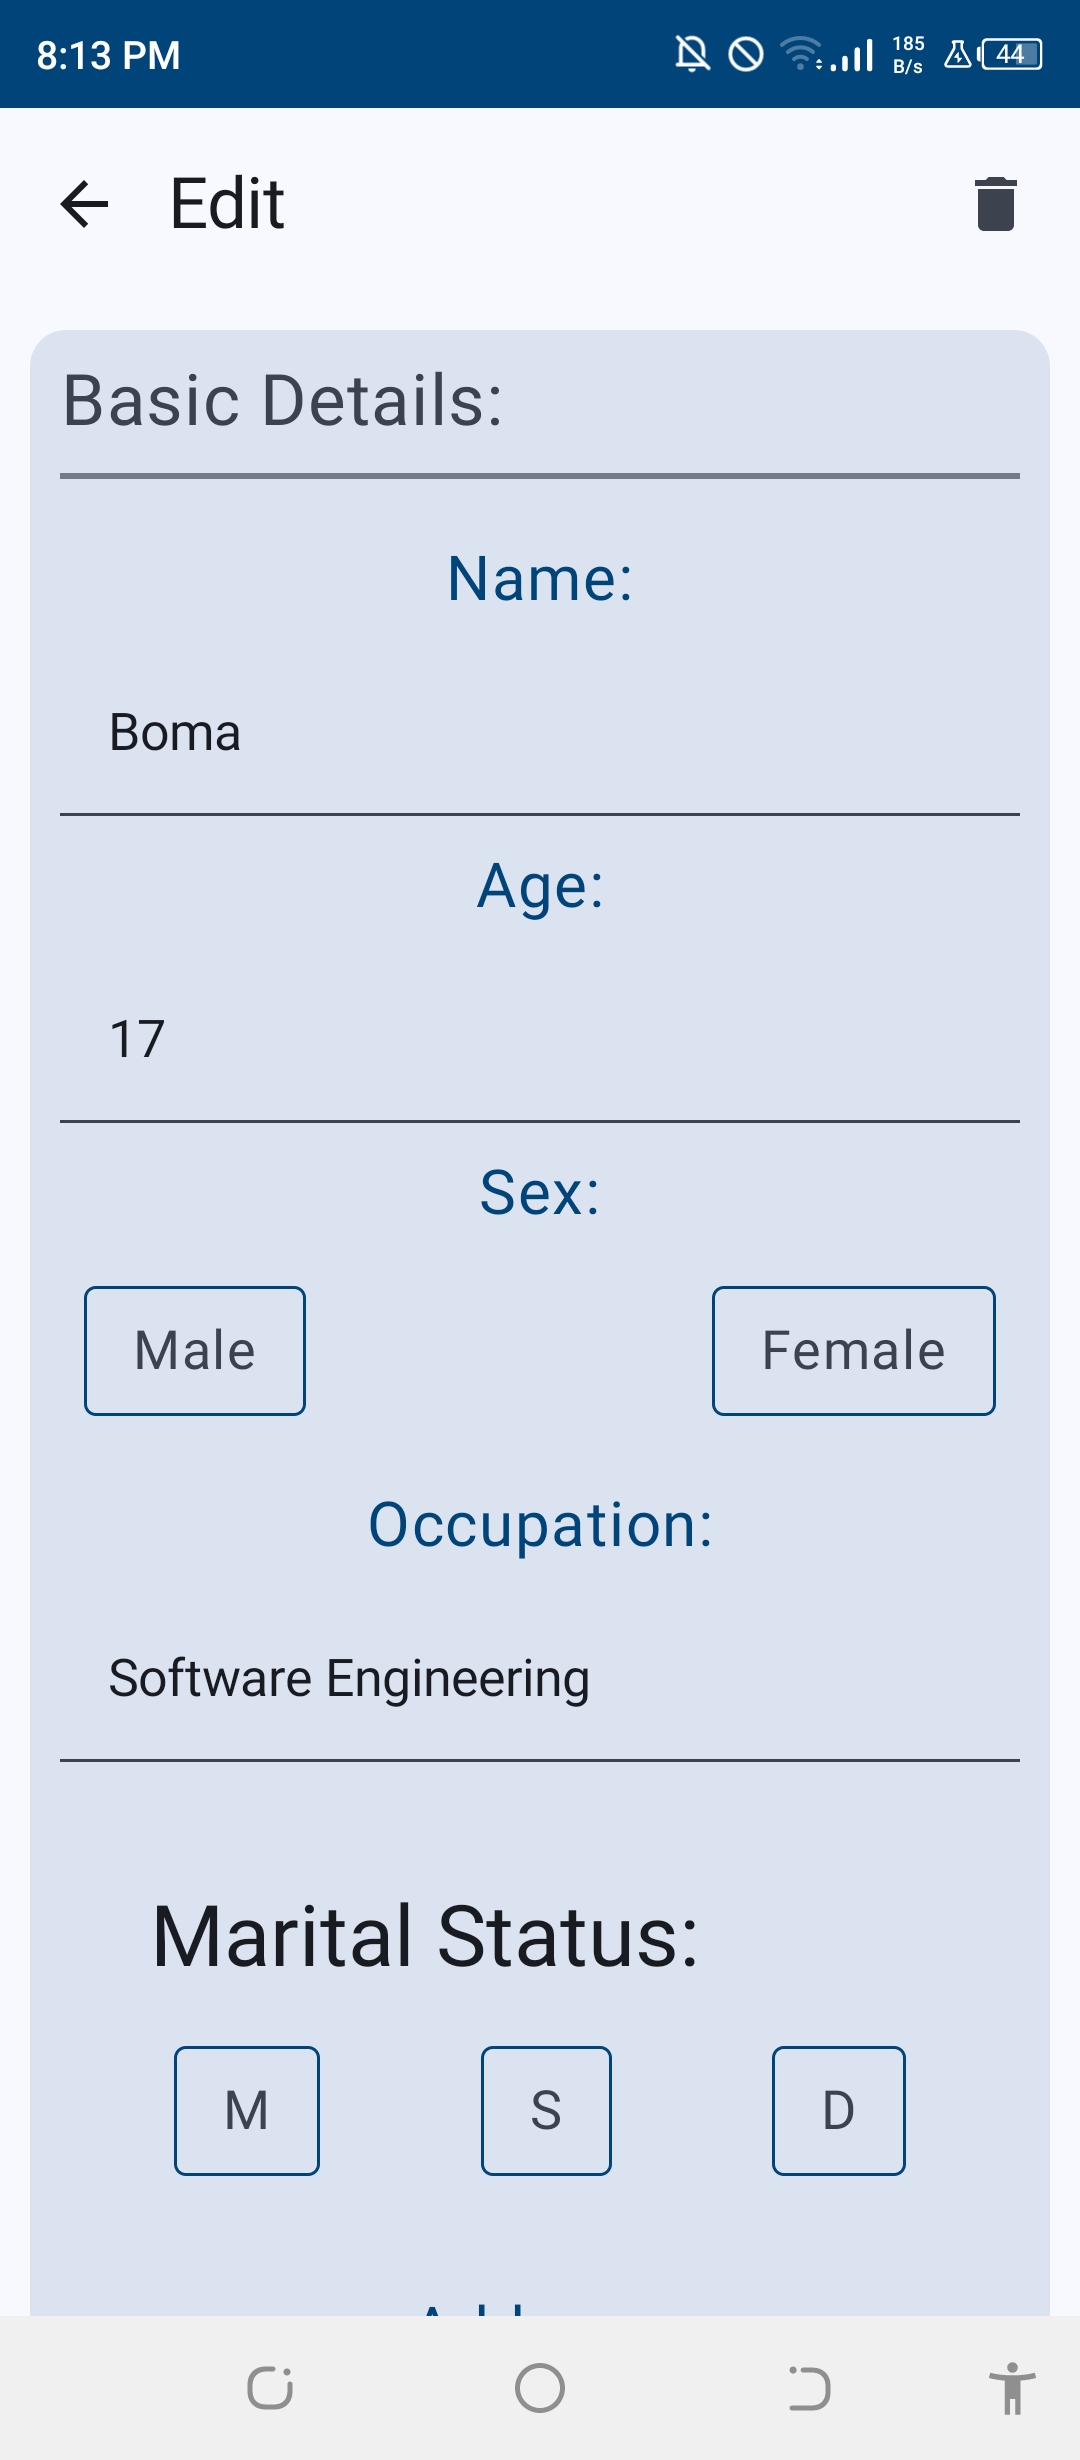 8:13 PM
185
B/s
44
Edit
Basic Details:
Name:
Boma
Age:
17
Sex:
Male Female
Occupation:
Software Engineering
Marital Status:
M S D